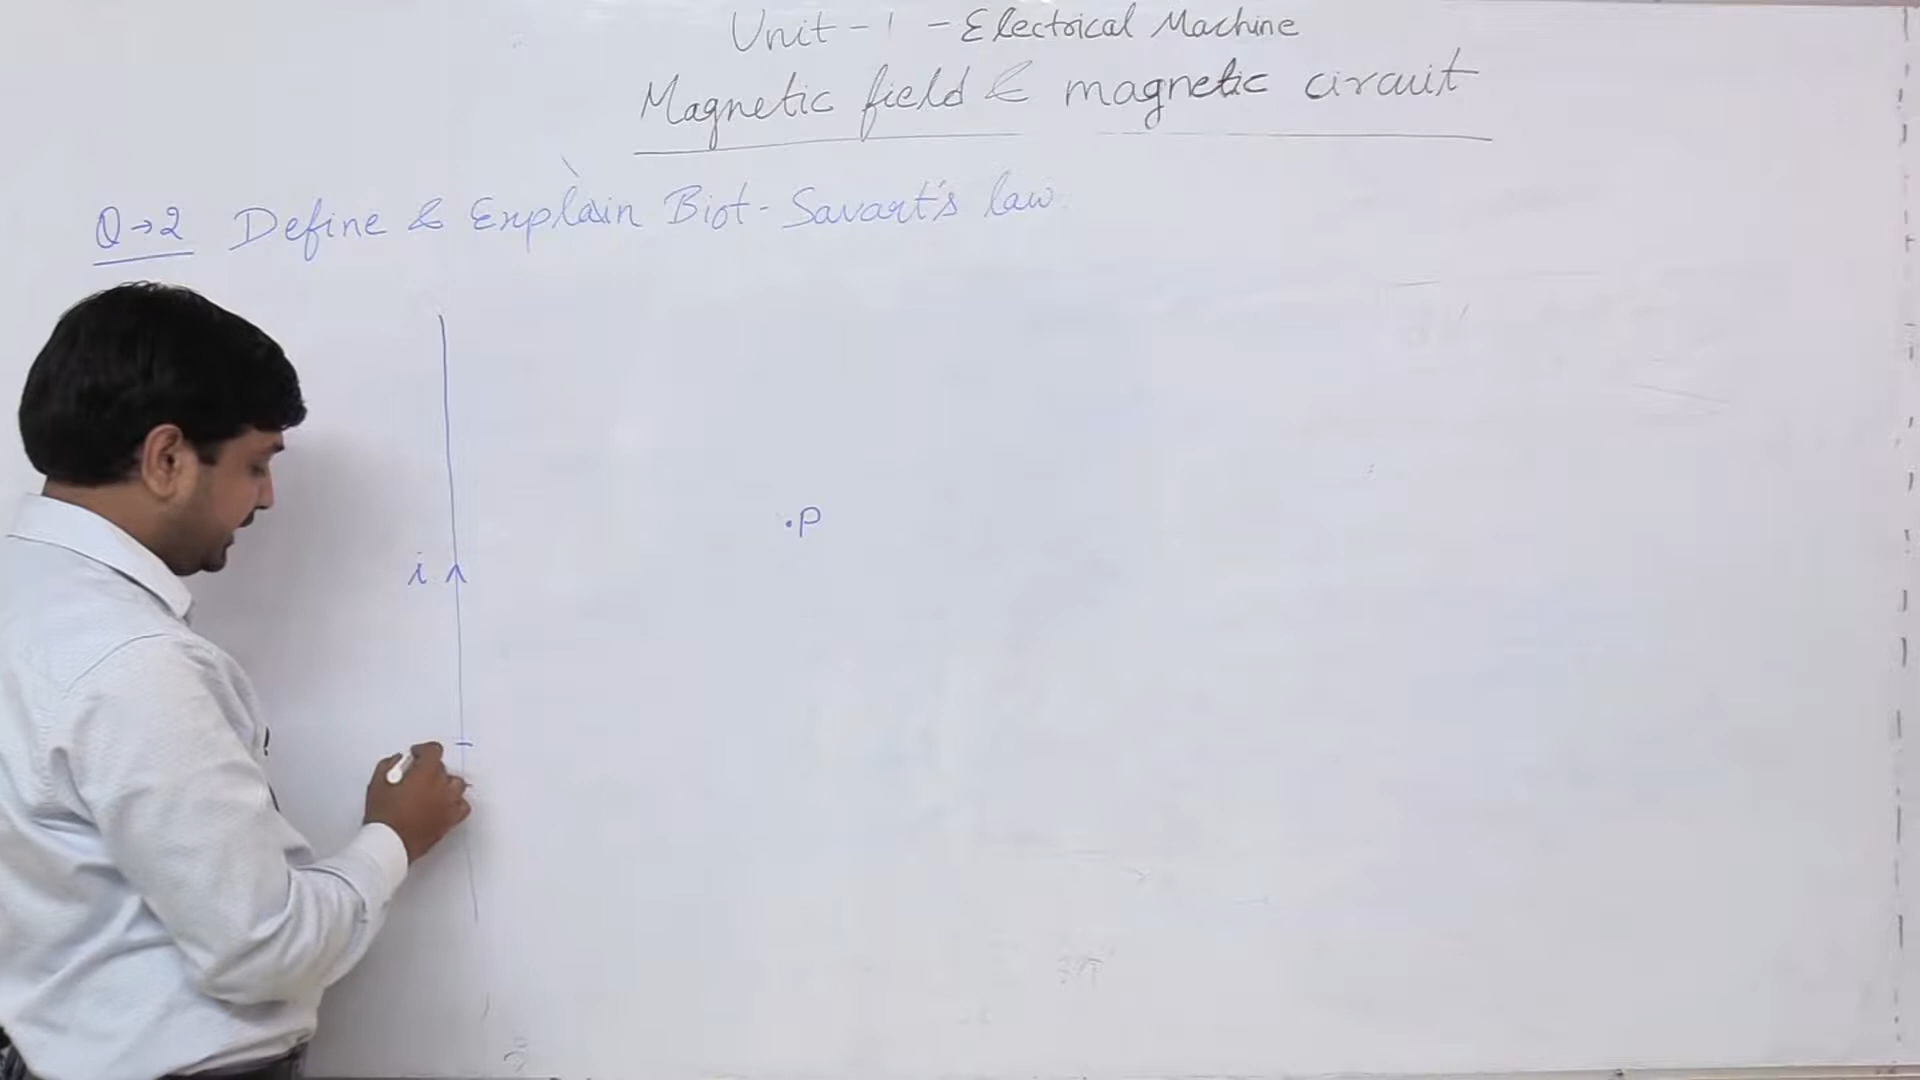 Unit - 1 - Electrical Machine
Magnetic field & magnetic circuit
Q→2 Define & Explain Biot-Savart's law.
.P
i